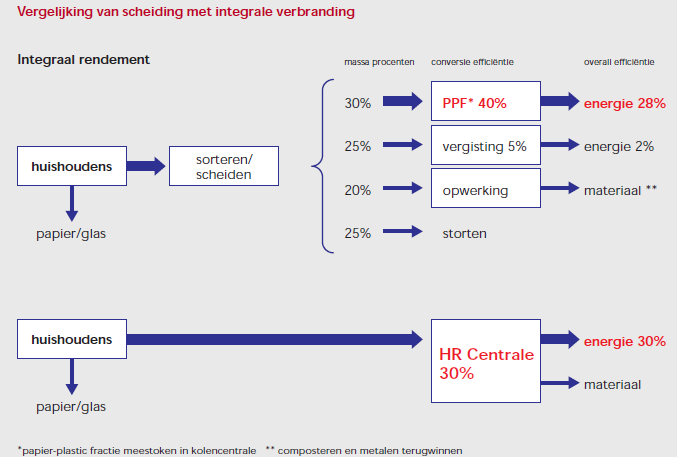 Vergelijking van scheiding met integrale verbranding
Integraal rendement
massa procenten
conversie efficiëntie
overall efficiëntie
huishoudens
papier/glas
sorteren/
scheiden
30%
PPF* 40%
energie 28%
25%
vergisting 5%
energie 2%
20%
opwerking
materiaal **
25%
storten
huishoudens
papier/glas
HR Centrale
30%
energie 30%
materiaal
*papier-plastic fractie meestoken in kolencentrale ** composteren en metalen terugwinnen